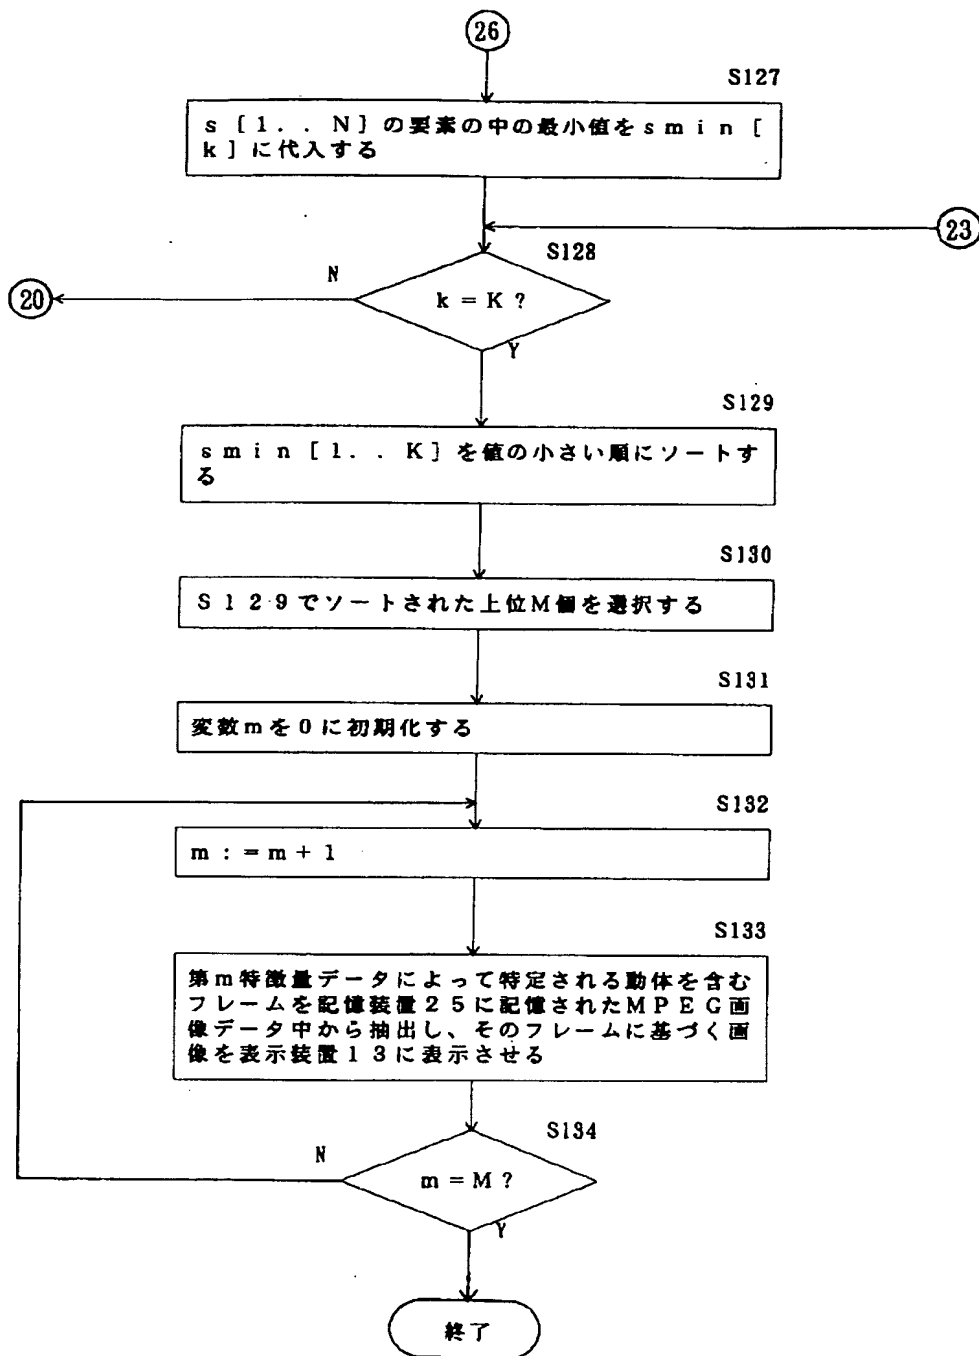 26
S127
s［1．．N］の要素の中の最小値をsmin［
k］に代入する
23
S128
N
20
k＝K？
Y
S129
smin［1．．K］を値の小さい順にソートす
る
S130
S129でソートされた上位M個を選択する
S131
変数mを0に初期化する
S132
m：＝m＋1
S133
第m特徴量データによって特定される動体を含む
フレームを記憶装置25に記憶されたMPEG画
像データ中から抽出し、そのフレームに基づく画
像を表示装置13に表示させる
S134
N
m＝M？
Y
終了